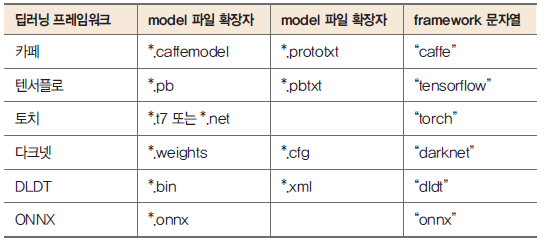 딥러닝 프레임워크 model 파일 확장자 model 파일 확장자 framework 문자열
카페 *.caffemodel *.prototxt “caffe”
텐서플로 *.pb *.pbtxt “tensorflow”
토치 *.t7 또는 *.net “torch”
다크넷 *.weights *.cfg “darknet”
DLDT *.bin *.xml “dldt”
ONNX *.onnx “onnx”